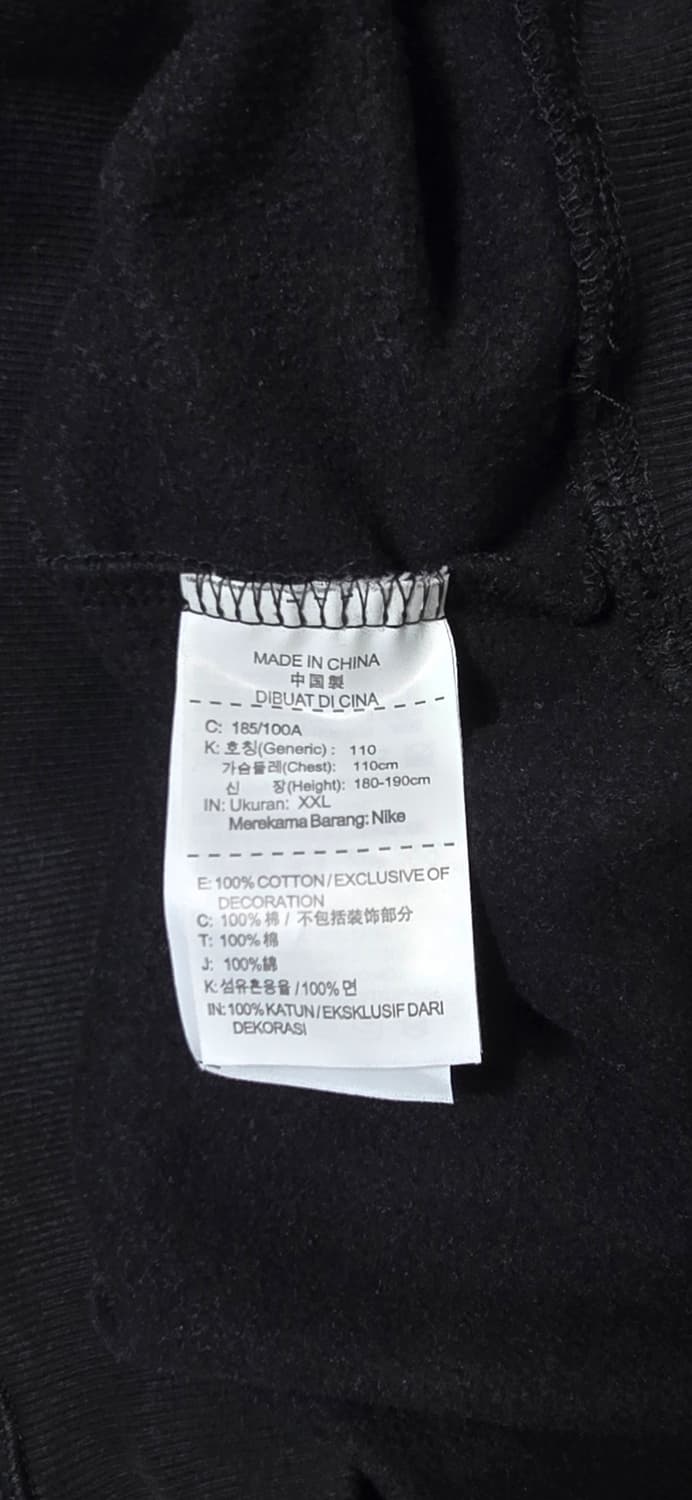 MADE IN CHINA
中国製
DIBUAT DI CINA
C: 185/100A
K: 호칭(Generic) : 110
가슴둘레(Chest): 110cm
신 장(Height): 180-190cm
IN: Ukuran: XXL
Merekama Barang: Nike
E: 100% COTTON/EXCLUSIVE OF
DECORATION
C: 100% 棉 / 不包括裝饰部分
T: 100% 棉
J: 100%綿
K: 섬유혼용율 /100% 면
IN: 100% KATUN/EKSKLUSIF DARI
DEKORASI